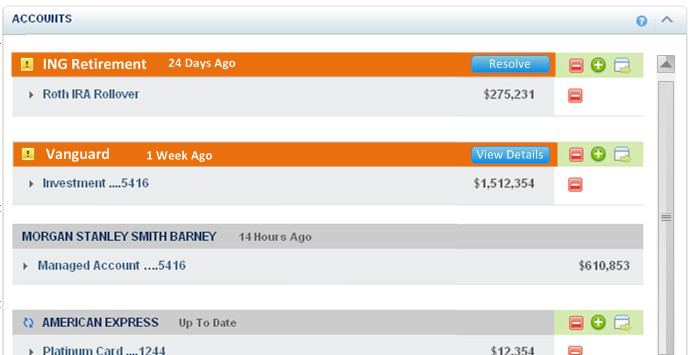 ACCOUNTS
ING Retirement 24 Days Ago Resolve
Roth IRA Rollover $275,231
Vanguard 1 Week Ago View Details
Investment ....5416 $1,512,354
MORGAN STANLEY SMITH BARNEY 14 Hours Ago
Managed Account ....5416 $610,853
AMERICAN EXPRESS Up To Date
Platinum Card ....1244 $12,354